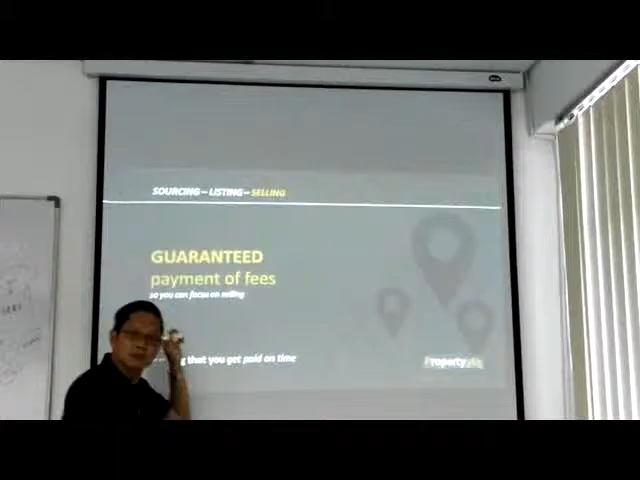 SOURCING – LISTING – SELLING
GUARANTEED
payment of fees
so you can focus on selling
that you get paid on time